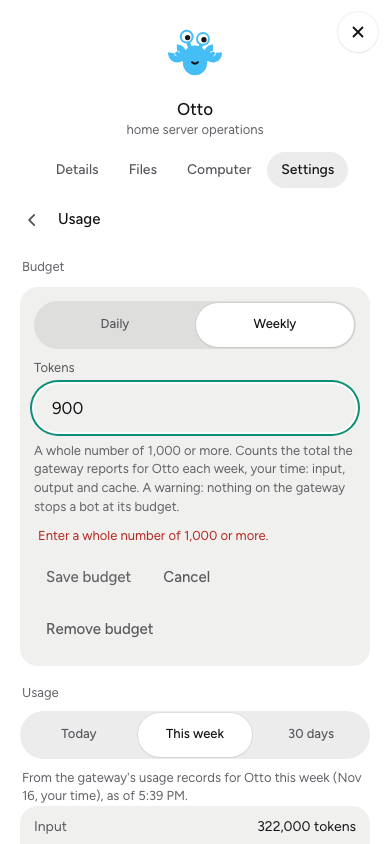 Otto
home server operations
Details Files Computer Settings
Usage
Budget
Daily Weekly
Tokens
900
A whole number of 1,000 or more. Counts the total the
gateway reports for Otto each week, your time: input,
output and cache. A warning: nothing on the gateway
stops a bot at its budget.
Enter a whole number of 1,000 or more.
Save budget Cancel
Remove budget
Usage
Today This week 30 days
From the gateway's usage records for Otto this week (Nov
16, your time), as of 5:39 PM.
Input 322,000 tokens